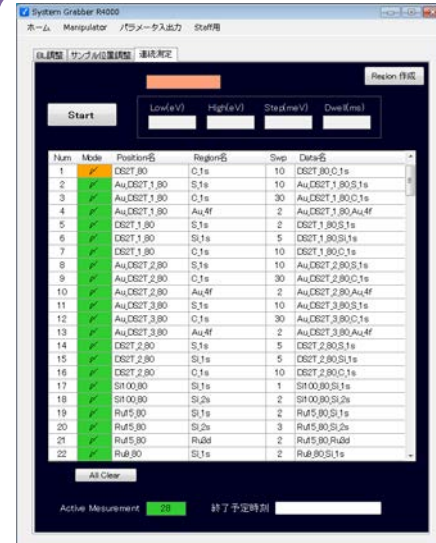 System Grabber R4000
ホーム Manipulator パラメータ入出力 Staff用
BL調整 サンプル位置調整 連続測定
Region 作成
Start
Low(eV) High(eV) Step(meV) Dwell(ms)
Num Mode Position名 Region名 Swp Data名
1 DS2T_80 C_1s 10 DS2T_80_C_1s
2 Au_DS2T_1_80 S_1s 10 Au_DS2T_1_80_S_1s
3 Au_DS2T_1_80 C_1s 30 Au_DS2T_1_80_C_1s
4 Au_DS2T_1_80 Au_4f 2 Au_DS2T_1_80_Au_4f
5 DS2T_1_80 S_1s 2 DS2T_1_80_S_1s
6 DS2T_1_80 Si_1s 5 DS2T_1_80_Si_1s
7 DS2T_1_80 C_1s 10 DS2T_1_80_C_1s
8 Au_DS2T_2_80 S_1s 10 Au_DS2T_2_80_S_1s
9 Au_DS2T_2_80 C_1s 30 Au_DS2T_2_80_C_1s
10 Au_DS2T_2_80 Au_4f 2 Au_DS2T_2_80_Au_4f
11 Au_DS2T_3_80 S_1s 10 Au_DS2T_3_80_S_1s
12 Au_DS2T_3_80 C_1s 30 Au_DS2T_3_80_C_1s
13 Au_DS2T_3_80 Au_4f 2 Au_DS2T_3_80_Au_4f
14 DS2T_2_80 S_1s 5 DS2T_2_80_S_1s
15 DS2T_2_80 Si_1s 5 DS2T_2_80_Si_1s
16 DS2T_2_80 C_1s 10 DS2T_2_80_C_1s
17 Si100_80 Si_1s 1 Si100_80_Si_1s
18 Si100_80 Si_2s 2 Si100_80_Si_2s
19 Ru15_80 Si_1s 2 Ru15_80_Si_1s
20 Ru15_80 Si_2s 3 Ru15_80_Si_2s
21 Ru15_80 Ru3d 2 Ru15_80_Ru3d
22 Ru8_80 Si_1s 2 Ru8_80_Si_1s
All Clear
Active Mesurement 28 終了予定時刻